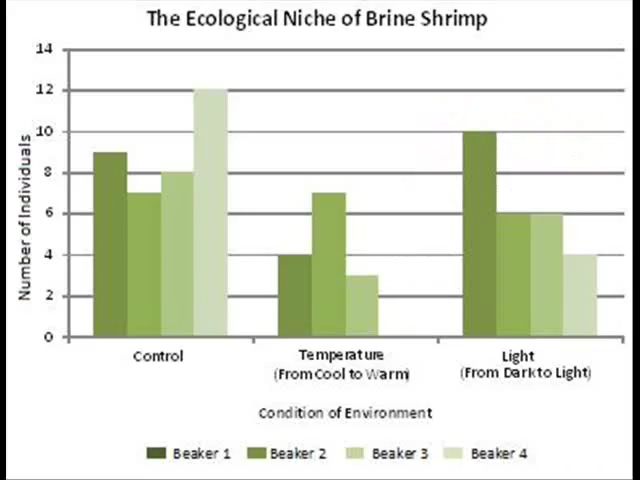 The Ecological Niche of Brine Shrimp
14
12
10
8
6
4
2
0
Number of Individuals
Control
Temperature
(From Cool to Warm)
Light
(From Dark to Light)
Condition of Environment
Beaker 1 Beaker 2 Beaker 3 Beaker 4